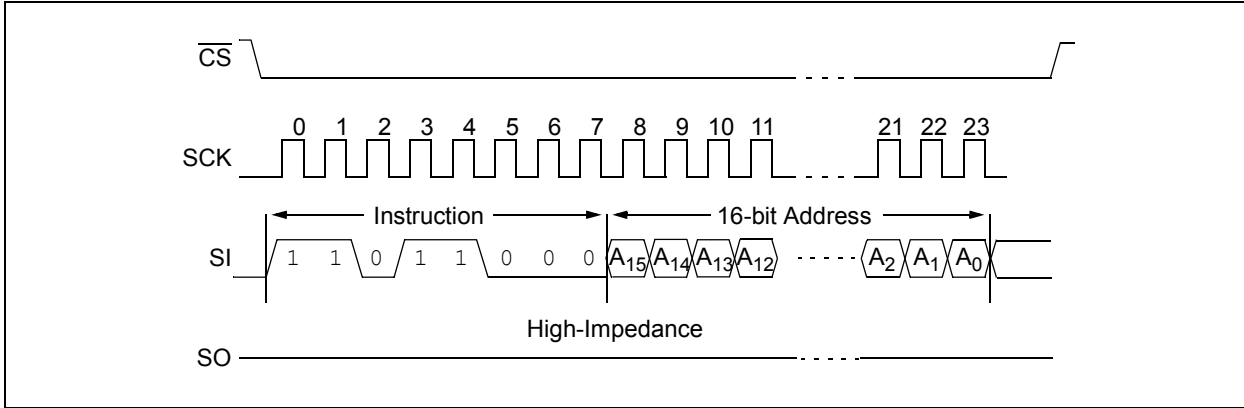 CS
0 1 2 3 4 5 6 7 8 9 10 11 21 22 23
SCK
Instruction 16-bit Address
SI 1 1 0 1 1 0 0 0 A15 A14 A13 A12 A2 A1 A0
High-Impedance
SO